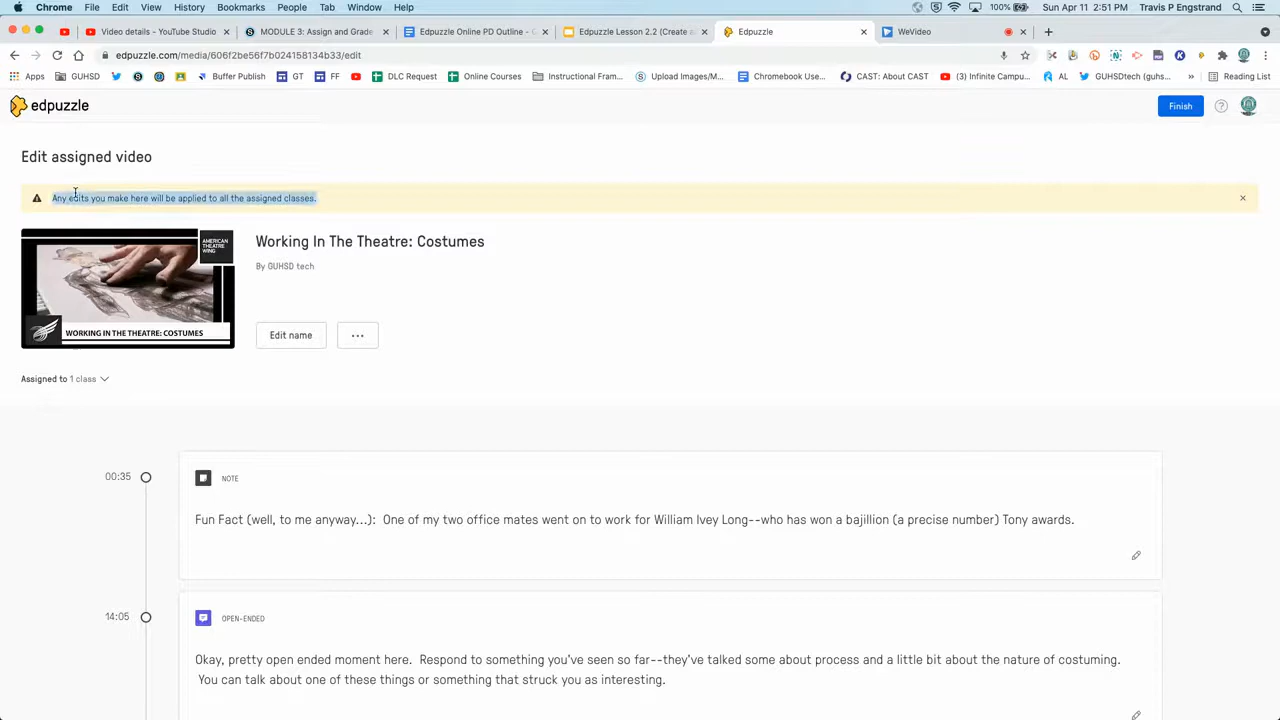 Chrome File Edit View History Bookmarks People Tab Window Help 100% Sun Apr 11 2:51 PM Travis P Engstrand
Video details - YouTube Studio MODULE 3: Assign and Grade Edpuzzle Online PD Outline - G Edpuzzle Lesson 2.2 (Create a Edpuzzle WeVideo
edpuzzle.com/media/606f2be56f7b024158134b33/edit
Apps GUHSD Buffer Publish GT FF DLC Request Online Courses Instructional Fram... Upload Images/M... Chromebook Use... CAST: About CAST (3) Infinite Campu... AL GUHSDtech (guhs... » Reading List
edpuzzle Finish
Edit assigned video
Any edits you make here will be applied to all the assigned classes.
AMERICAN
THEATRE
WING
WORKING IN THE THEATRE: COSTUMES
Working In The Theatre: Costumes
By GUHSD tech
Edit name ...
Assigned to 1 class
00:35 NOTE
Fun Fact (well, to me anyway...): One of my two office mates went on to work for William Ivey Long--who has won a bajillion (a precise number) Tony awards.
14:05 OPEN-ENDED
Okay, pretty open ended moment here. Respond to something you've seen so far--they've talked some about process and a little bit about the nature of costuming.
You can talk about one of these things or something that struck you as interesting.